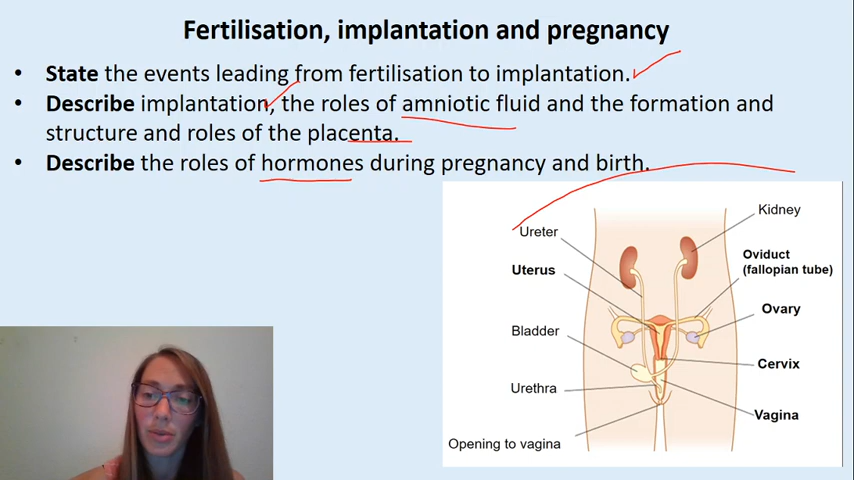 Fertilisation, implantation and pregnancy
• State the events leading from fertilisation to implantation.
• Describe implantation, the roles of amniotic fluid and the formation and
structure and roles of the placenta.
• Describe the roles of hormones during pregnancy and birth.
Kidney
Ureter
Oviduct
(fallopian tube)
Uterus
Ovary
Bladder
Cervix
Urethra
Vagina
Opening to vagina